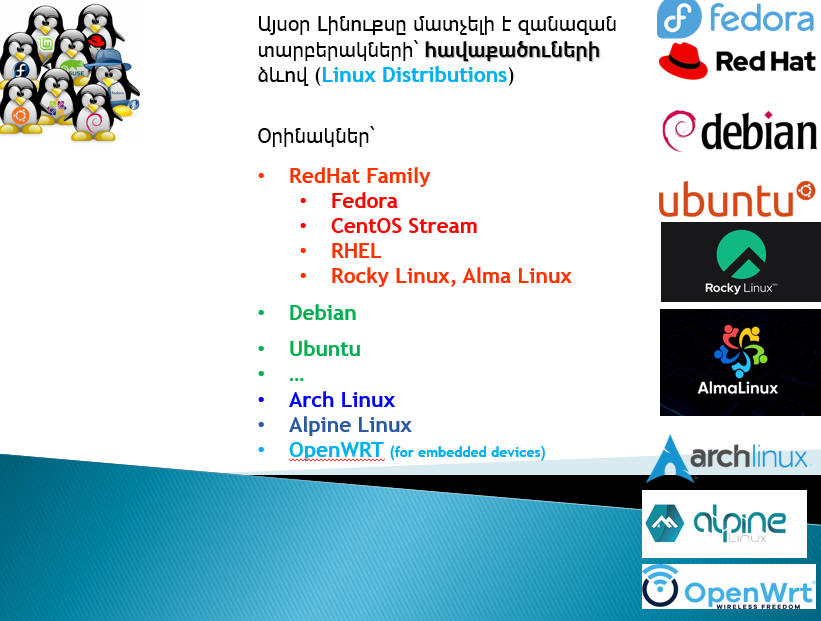 Այսօր Լինուքսը մատչելի է զանազան
տարբերակների՝ հավաքածուների
ձևով (Linux Distributions)
Օրինակներ՝
• RedHat Family
• Fedora
• CentOS Stream
• RHEL
• Rocky Linux, Alma Linux
• Debian
• Ubuntu
• ...
• Arch Linux
• Alpine Linux
• OpenWRT (for embedded devices)
fedora
Red Hat
debian
ubuntu
Rocky Linux
AlmaLinux
archlinux
alpine
Linux
OpenWrt
WIRELESS FREEDOM